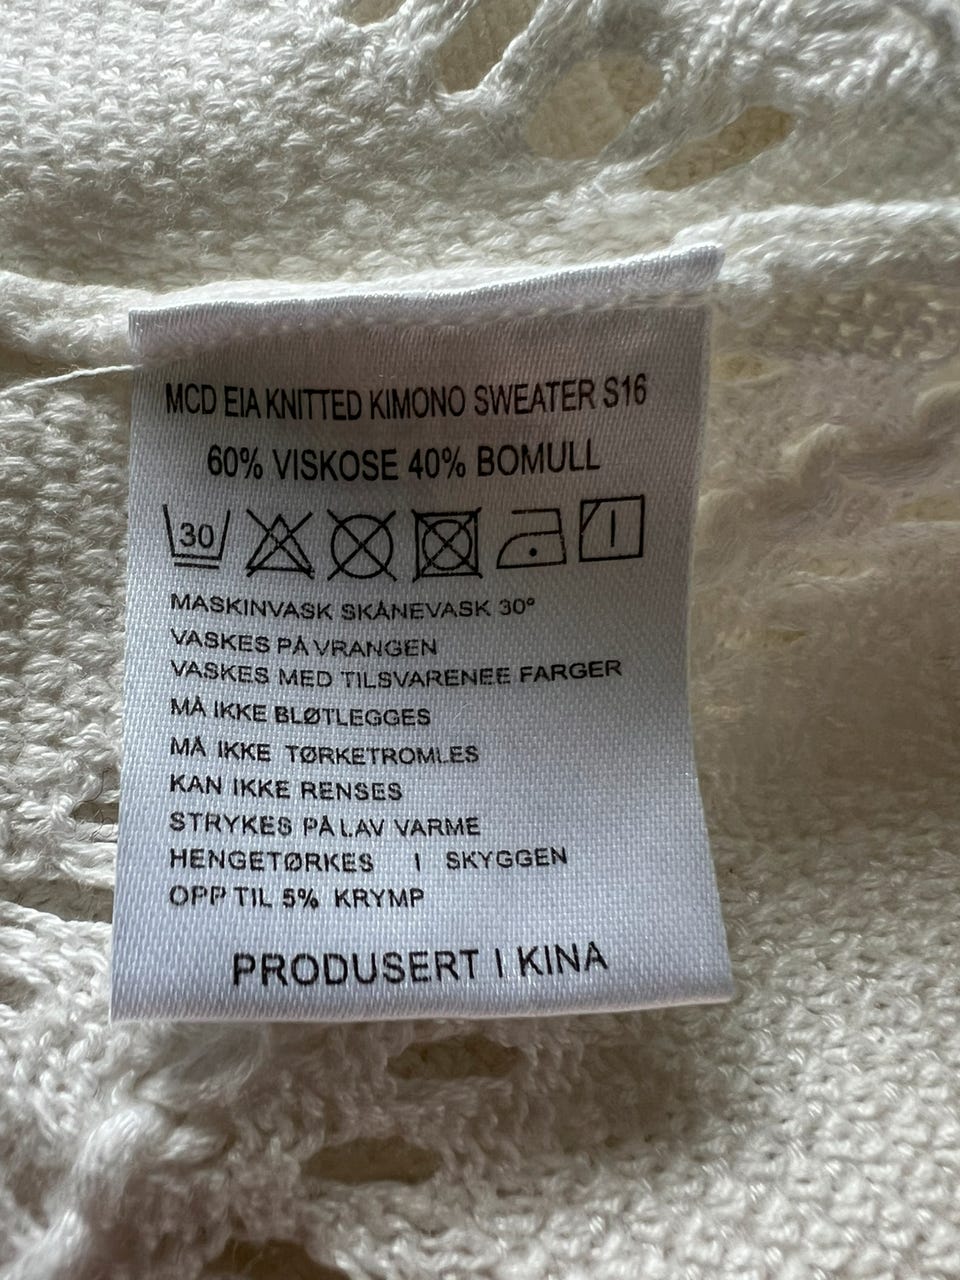 MCD EIA KNITTED KIMONO SWEATER S16
60% VISKOSE 40% BOMULL
30
MASKINVASK SKÅNEVASK 30°
VASKES PÅ VRANGEN
VASKES MED TILSVARENEE FARGER
MÅ IKKE BLØTLEGGES
MÅ IKKE TØRKETROMLES
KAN IKKE RENSES
STRYKES PÅ LAV VARME
HENGETØRKES I SKYGGEN
OPP TIL 5% KRYMP
PRODUSERT I KINA